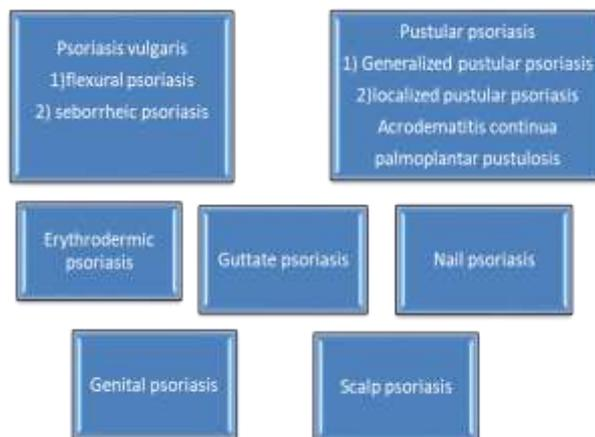 Psoriasis vulgaris
1)flexural psoriasis
2) seborrheic psoriasis
Pustular psoriasis
1) Generalized pustular psoriasis
2)localized pustular psoriasis
Acrodematitis continua
palmoplantar pustulosis
Erythrodermic
psoriasis
Guttate psoriasis
Nail psoriasis
Genital psoriasis
Scalp psoriasis